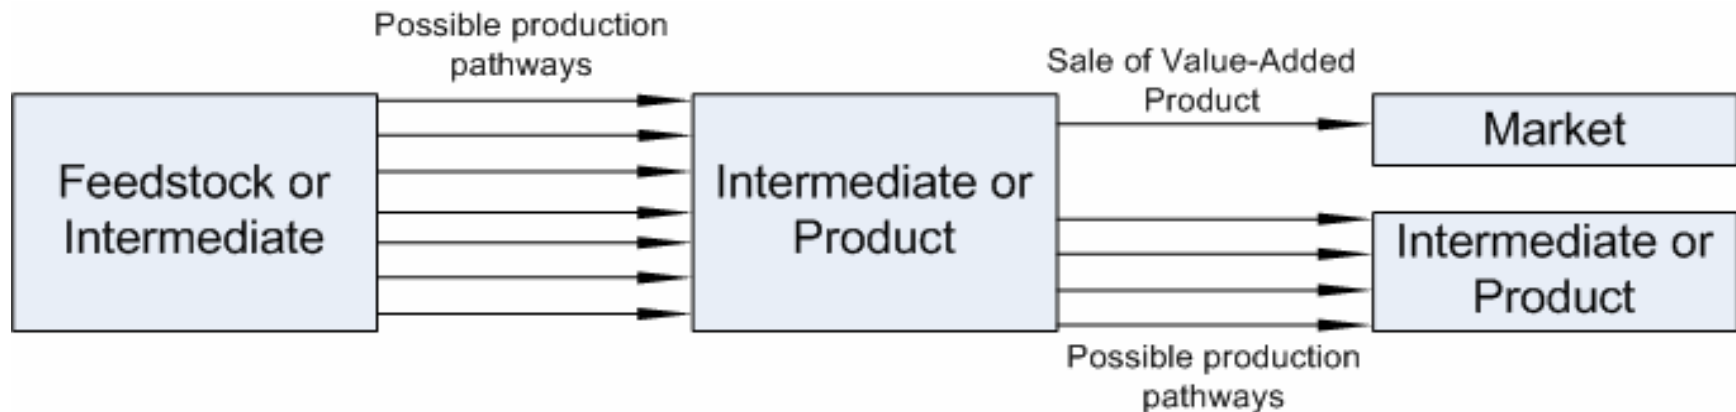 Possible production
pathways
Feedstock or
Intermediate
Intermediate or
Product
Sale of Value-Added
Product
Market
Intermediate or
Product
Possible production
pathways